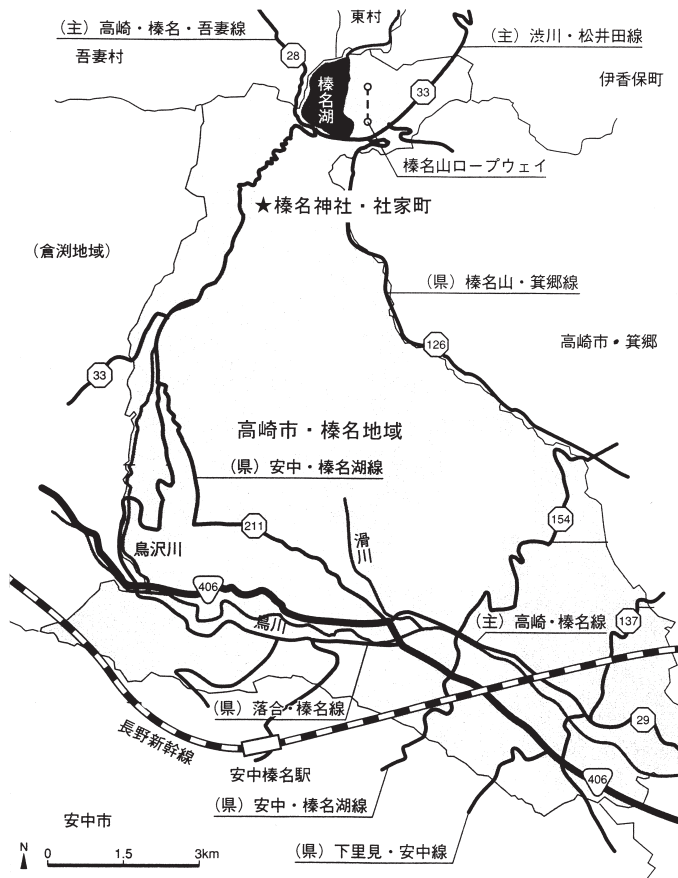 東村
（主）高崎・榛名・吾妻線
（主）渋川・松井田線
28
吾妻村
榛名湖
33
伊香保町
榛名山ロープウェイ
★榛名神社・社家町
（倉渕地域）
（県）榛名山・箕郷線
126
高崎市・箕郷
33
高崎市・榛名地域
（県）安中・榛名湖線
211
滑川
154
鳥沢川
406
烏川
（主）高崎・榛名線
137
（県）落合・榛名線
29
長野新幹線
安中榛名駅
406
（県）安中・榛名湖線
安中市
（県）下里見・安中線
N
0 1.5 3km